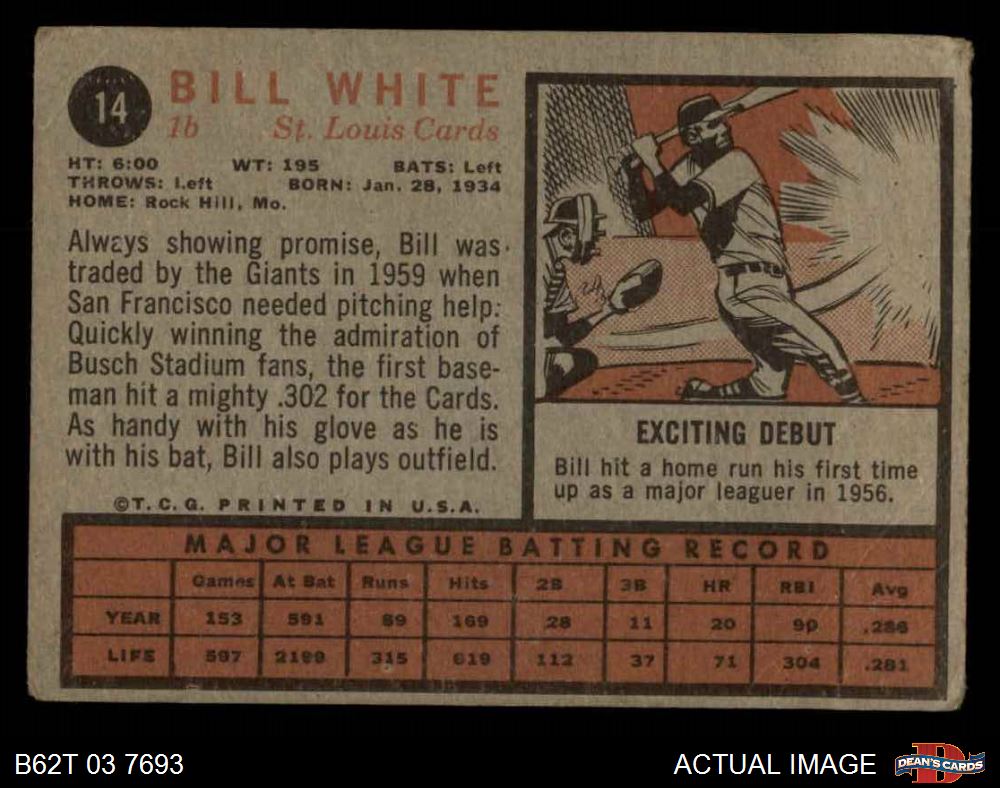 14
BILL WHITE
1b St. Louis Cards
HT: 6:00 WT: 195 BATS: Left
THROWS: Left BORN: Jan. 28, 1934
HOME: Rock Hill, Mo.
Always showing promise, Bill was
traded by the Giants in 1959 when
San Francisco needed pitching help:
Quickly winning the admiration of
Busch Stadium fans, the first base-
man hit a mighty .302 for the Cards.
As handy with his glove as he is
with his bat, Bill also plays outfield.
©T.C.G. PRINTED IN U.S.A.
EXCITING DEBUT
Bill hit a home run his first time
up as a major leaguer in 1956.
MAJOR LEAGUE BATTING RECORD
Games At Bat Runs Hits 2B 3B HR RBI Avg
YEAR 153 591 89 169 28 11 20 90 .286
LIFE 597 2199 315 619 112 37 71 304 .281
B62T 03 7693 ACTUAL IMAGE DEAN'S CARDS